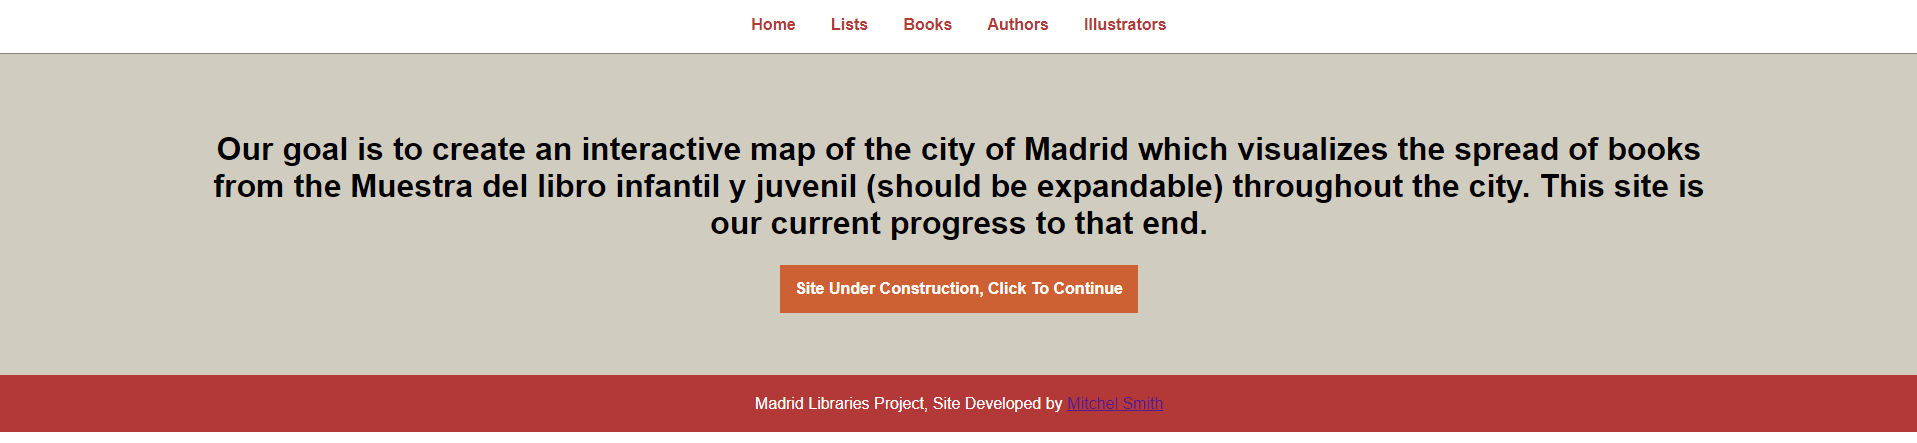 Home Lists Books Authors Illustrators
Our goal is to create an interactive map of the city of Madrid which visualizes the spread of books
from the Muestra del libro infantil y juvenil (should be expandable) throughout the city. This site is
our current progress to that end.
Site Under Construction, Click To Continue
Madrid Libraries Project, Site Developed by Mitchel Smith